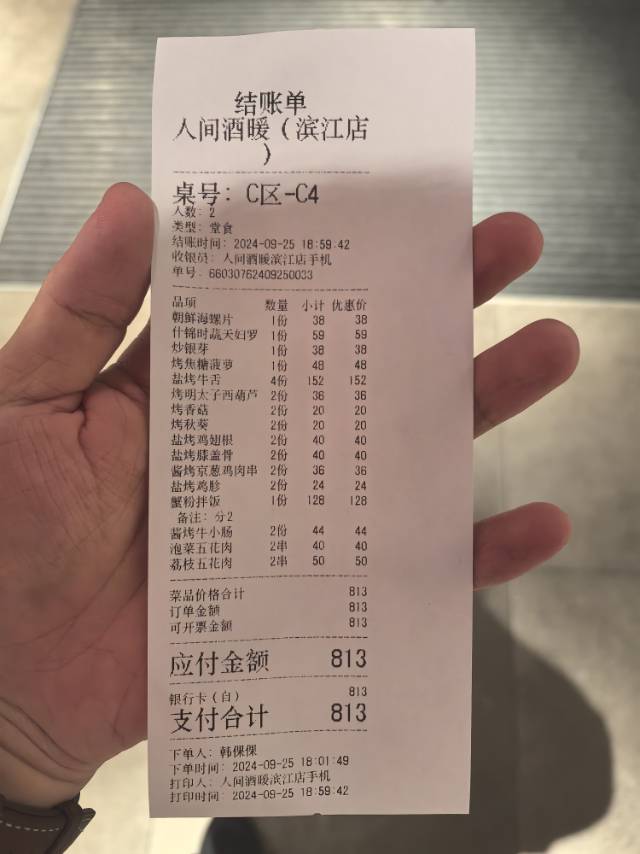 结账单
人间酒暖（滨江店
）
桌号: C区-C4
人数: 2
类型: 堂食
结账时间: 2024-09-25 18:59:42
收银员: 人间酒暖滨江店手机
单号: 66030762409250033
品项 数量 小计 优惠价
朝鲜海螺片 1份 38 38
什锦时蔬天妇罗 1份 59 59
炒银芽 1份 38 38
烤焦糖菠萝 1份 48 48
盐烤牛舌 4份 152 152
烤明太子西葫芦 2份 36 36
烤香菇 2份 20 20
烤秋葵 2份 20 20
盐烤鸡翅根 2份 40 40
盐烤膝盖骨 2份 40 40
酱烤京葱鸡肉串 2份 36 36
盐烤鸡胗 2份 24 24
蟹粉拌饭 1份 128 128
备注: 分2
酱烤牛小肠 2份 44 44
泡菜五花肉 2串 40 40
荔枝五花肉 2串 50 50
菜品价格合计 813
订单金额 813
可开票金额 813
应付金额 813
银行卡（自） 813
支付合计 813
下单人: 韩倮倮
下单时间: 2024-09-25 18:01:49
打印人: 人间酒暖滨江店手机
打印时间: 2024-09-25 18:59:42